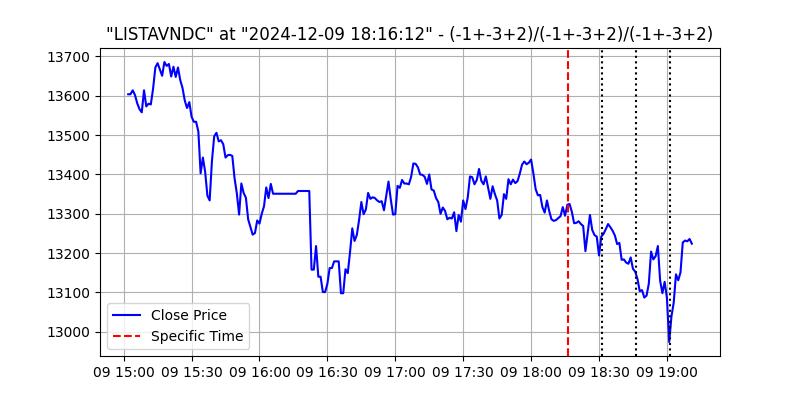 "LISTAVNDC" at "2024-12-09 18:16:12" - (-1+-3+2)/(-1+-3+2)/(-1+-3+2)
13700
13600
13500
13400
13300
13200
13100
13000
Close Price
Specific Time
09 15:00 09 15:30 09 16:00 09 16:30 09 17:00 09 17:30 09 18:00 09 18:30 09 19:00